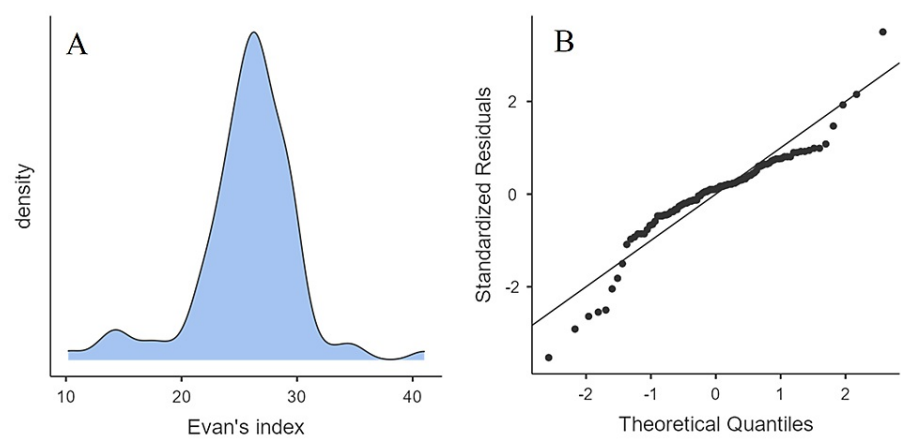 A
density
10 20 30 40
Evan's index
B
Standardized Residuals
2
0
-2
-2 -1 0 1 2
Theoretical Quantiles